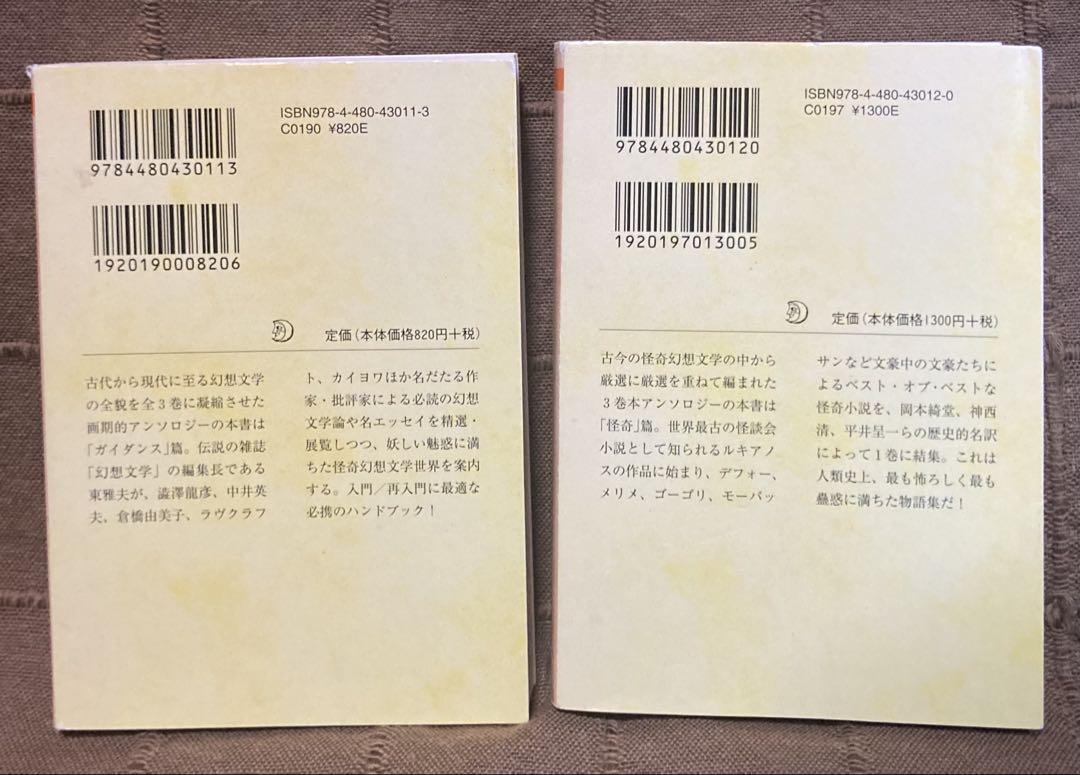 ISBN978-4-480-43011-3
C0190 ¥820E
9784480430113
1920190008206
定価(本体価格820円+税)
古代から現代に至る幻想文学
の全貌を全3巻に凝縮させた
画期的アンソロジーの本書は
「ガイダンス」篇。伝説の雑誌
「幻想文学」の編集長である
東雅夫が、澁澤龍彦、中井英
夫、倉橋由美子、ラヴクラフ
ト、カイヨワほか名だたる作
家・批評家による必読の幻想
文学論や名エッセイを精選・
展覧しつつ、妖しい魅惑に満
ちた怪奇幻想文学世界を案内
する。入門／再入門に最適な
必携のハンドブック！
ISBN978-4-480-43012-0
C0197 ¥1300E
9784480430120
1920197013005
定価(本体価格1300円+税)
古今の怪奇幻想文学の中から
厳選に厳選を重ねて編まれた
3巻本アンソロジーの本書は
「怪奇」篇。世界最古の怪談会
小説として知られるルキアノ
スの作品に始まり、デフォー、
メリメ、ゴーゴリ、モーパッ
サンなど文豪中の文豪たちに
よるベスト・オブ・ベストな
怪奇小説を、岡本綺堂、神西
清、平井呈一らの歴史的名訳
によって1巻に結集。これは
人類史上、最も怖ろしく最も
蠱惑に満ちた物語集だ！